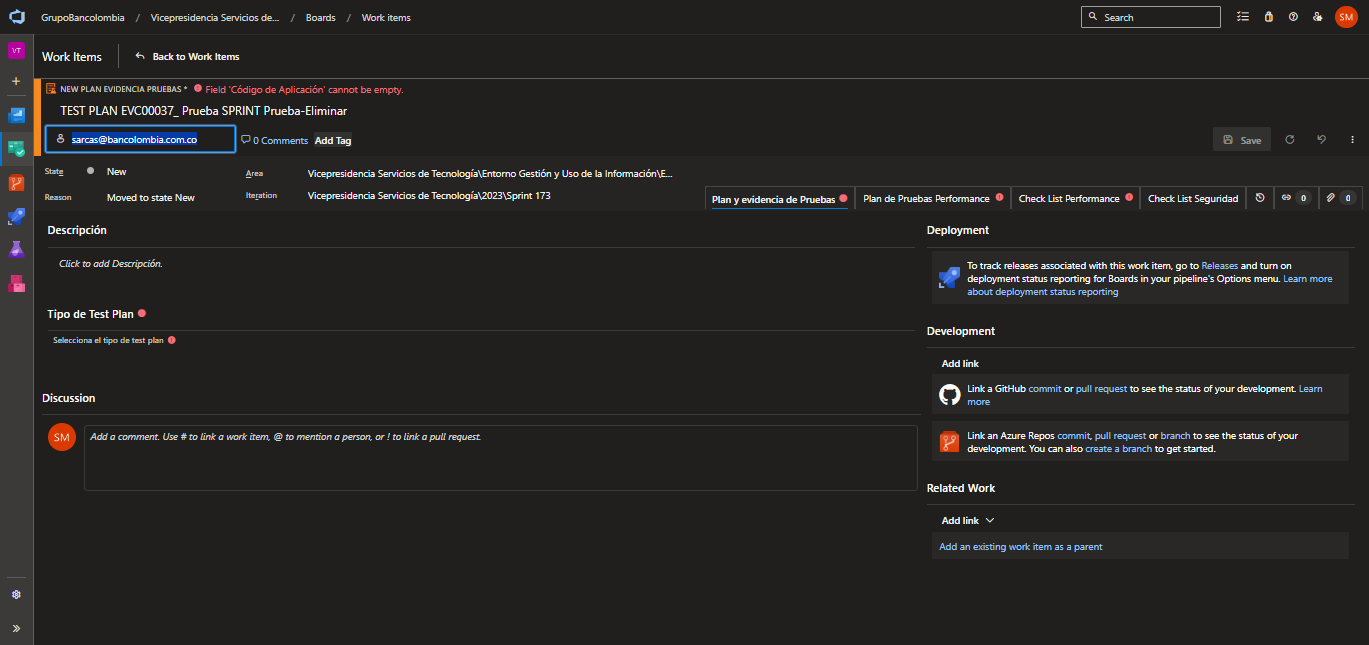 GrupoBancolombia / Vicepresidencia Servicios de... / Boards / Work items
Search
SM
VT
Work Items
Back to Work Items
NEW PLAN EVIDENCIA PRUEBAS * Field 'Código de Aplicación' cannot be empty.
TEST PLAN EVC00037_ Prueba SPRINT Prueba-Eliminar
sarcas@bancolombia.com.co
0 Comments
Add Tag
Save
State
New
Area
Vicepresidencia Servicios de Tecnología\Entorno Gestión y Uso de la Información\E...
Reason
Moved to state New
Iteration
Vicepresidencia Servicios de Tecnología\2023\Sprint 173
Plan y evidencia de Pruebas
Plan de Pruebas Performance
Check List Performance
Check List Seguridad
0
0
Descripción
Click to add Descripción.
Tipo de Test Plan
Selecciona el tipo de test plan
Discussion
SM
Add a comment. Use # to link a work item, @ to mention a person, or ! to link a pull request.
Deployment
To track releases associated with this work item, go to Releases and turn on
deployment status reporting for Boards in your pipeline's Options menu. Learn more
about deployment status reporting
Development
Add link
Link a GitHub commit or pull request to see the status of your development. Learn
more
Link an Azure Repos commit, pull request or branch to see the status of your
development. You can also create a branch to get started.
Related Work
Add link
Add an existing work item as a parent